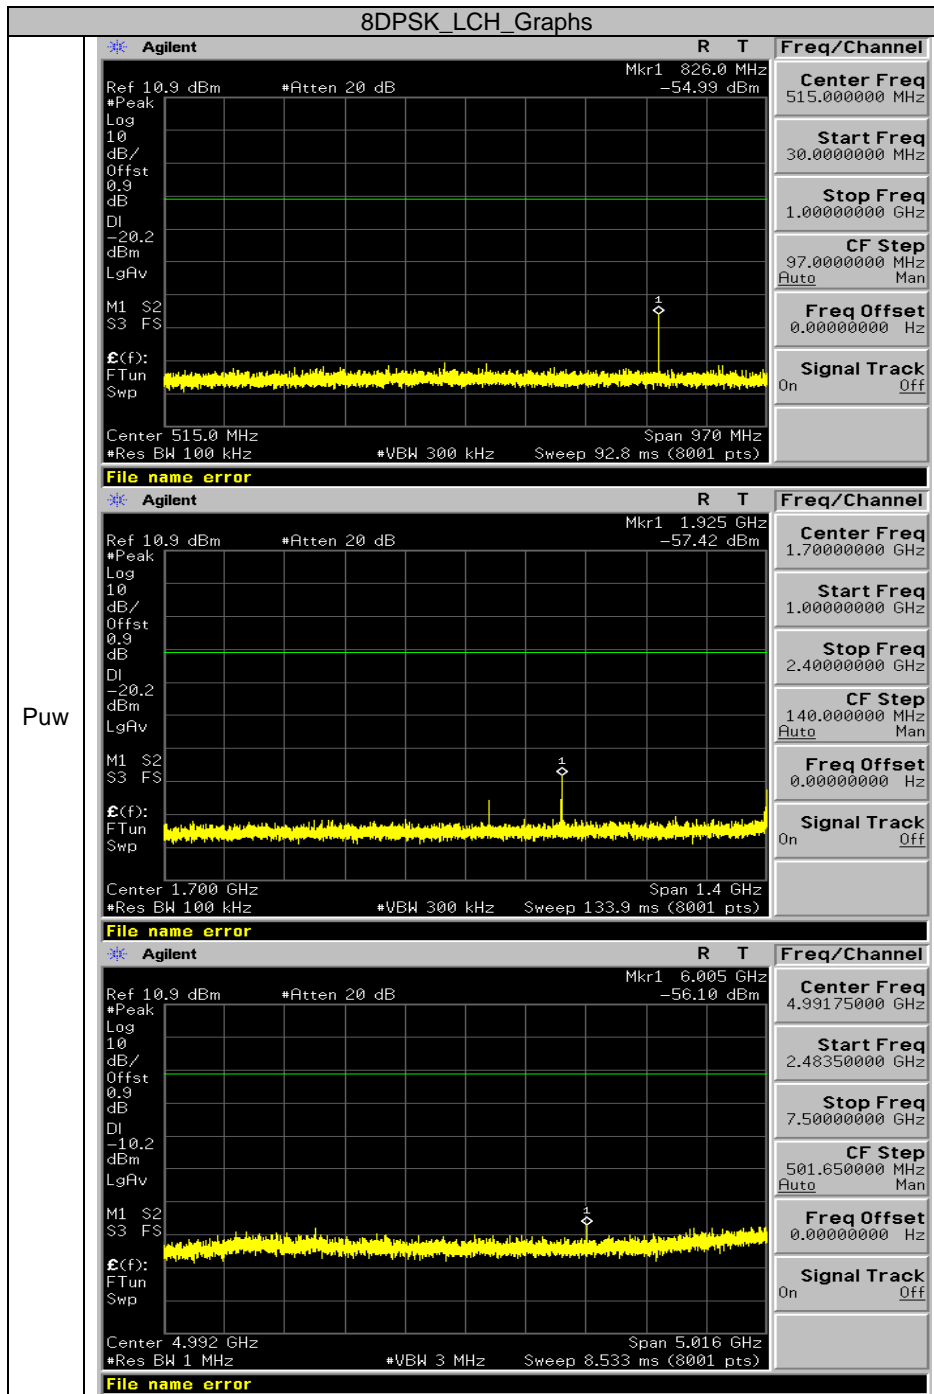 8DPSK_LCH_Graphs
Puw
Agilent R T Freq/Channel
Mkr1 826.0 MHz
Ref 10.9 dBm #Atten 20 dB -54.99 dBm
#Peak
Log
10
dB/
Offst
0.9
dB
DI
-20.2
dBm
LgAv
M1 S2
S3 FS
£(f):
FTun
Swp
1
Center 515.0 MHz Span 970 MHz
#Res BW 100 kHz #VBW 300 kHz Sweep 92.8 ms (8001 pts)
File name error
Center Freq
515.000000 MHz
Start Freq
30.0000000 MHz
Stop Freq
1.00000000 GHz
CF Step
97.0000000 MHz
Auto Man
Freq Offset
0.00000000 Hz
Signal Track
On Off
Agilent R T Freq/Channel
Mkr1 1.925 GHz
Ref 10.9 dBm #Atten 20 dB -57.42 dBm
#Peak
Log
10
dB/
Offst
0.9
dB
DI
-20.2
dBm
LgAv
M1 S2
S3 FS
£(f):
FTun
Swp
1
Center 1.700 GHz Span 1.4 GHz
#Res BW 100 kHz #VBW 300 kHz Sweep 133.9 ms (8001 pts)
File name error
Center Freq
1.70000000 GHz
Start Freq
1.00000000 GHz
Stop Freq
2.40000000 GHz
CF Step
140.000000 MHz
Auto Man
Freq Offset
0.00000000 Hz
Signal Track
On Off
Agilent R T Freq/Channel
Mkr1 6.005 GHz
Ref 10.9 dBm #Atten 20 dB -56.10 dBm
#Peak
Log
10
dB/
Offst
0.9
dB
DI
-10.2
dBm
LgAv
M1 S2
S3 FS
£(f):
FTun
Swp
1
Center 4.992 GHz Span 5.016 GHz
#Res BW 1 MHz #VBW 3 MHz Sweep 8.533 ms (8001 pts)
File name error
Center Freq
4.99175000 GHz
Start Freq
2.48350000 GHz
Stop Freq
7.50000000 GHz
CF Step
501.650000 MHz
Auto Man
Freq Offset
0.00000000 Hz
Signal Track
On Off